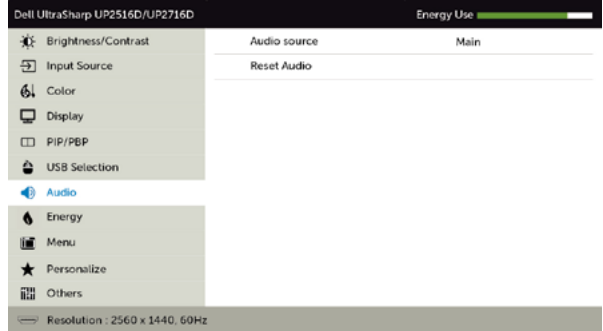 Dell UltraSharp UP2516D/UP2716D Energy Use
Brightness/Contrast Audio source Main
Input Source Reset Audio
Color
Display
PIP/PBP
USB Selection
Audio
Energy
Menu
Personalize
Others
Resolution : 2560 x 1440, 60Hz